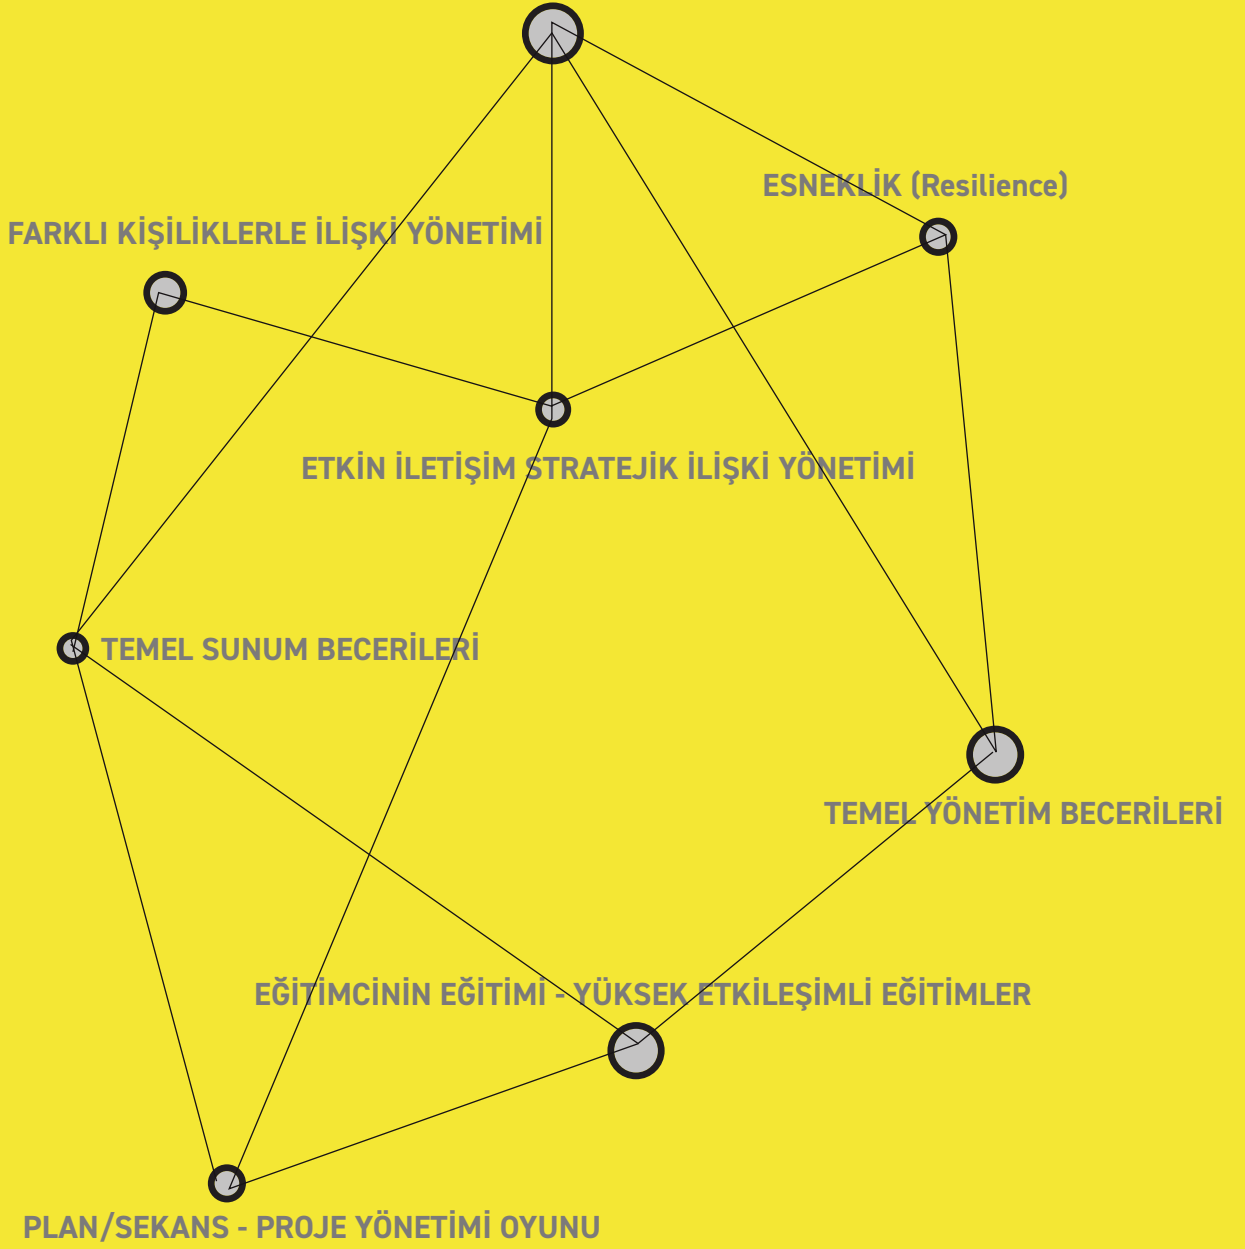 ESNEKLİK (Resilience)
FARKLI KİŞİLİKLERLE İLİŞKİ YÖNETİMİ
ETKİN İLETİŞİM STRATEJİK İLİŞKİ YÖNETİMİ
TEMEL SUNUM BECERİLERİ
TEMEL YÖNETİM BECERİLERİ
EĞİTİMCİNİN EĞİTİMİ - YÜKSEK ETKİLEŞİMLİ EĞİTİMLER
PLAN/SEKANS - PROJE YÖNETİMİ OYUNU